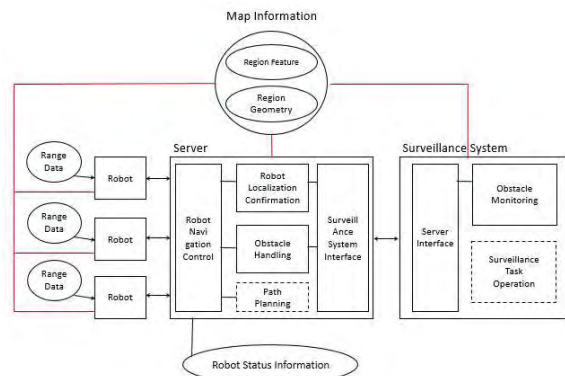 Map Information
Region Feature
Region
Geometry
Server
Surveillance System
Range
Data
Robot
Range
Data
Robot
Range
Data
Robot
Robot
Navi
gation
Control
Robot
Localization
Confirmation
Obstacle
Handling
Path
Planning
Surveill
Ance
System
Interface
Server
Interface
Obstacle
Monitoring
Surveillance
Task
Operation
Robot Status Information